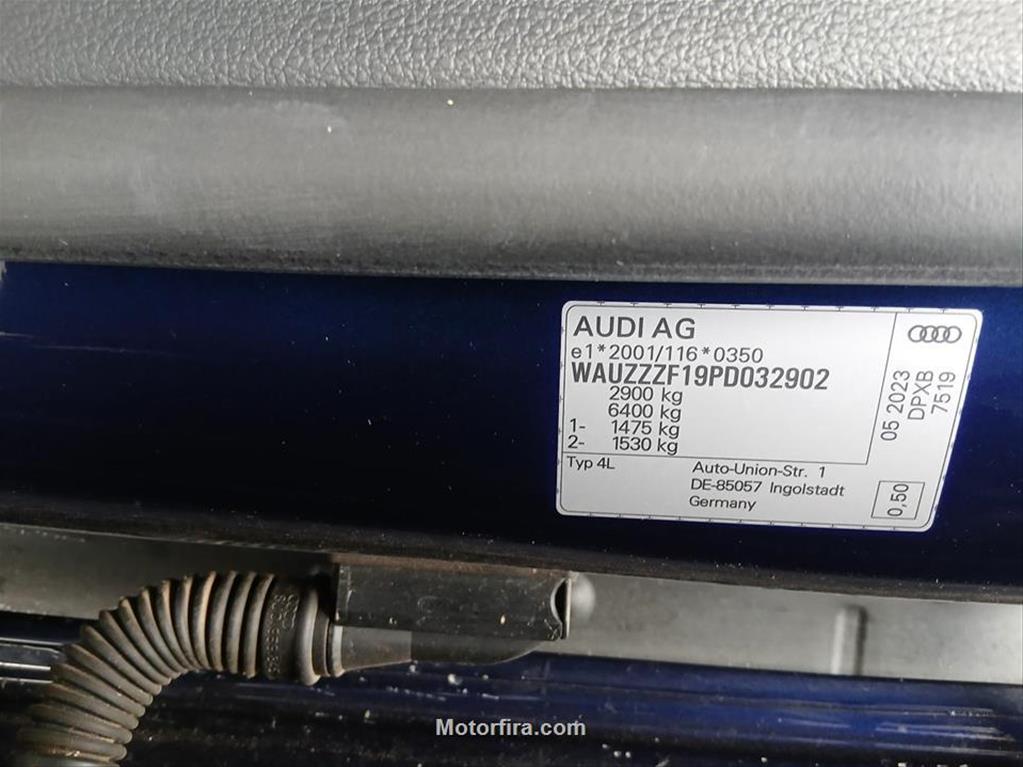 AUDI AG
e1*2001/116*0350
WAUZZZF19PD032902
2900 kg
6400 kg
1- 1475 kg
2- 1530 kg
Typ 4L
Auto-Union-Str. 1
DE-85057 Ingolstadt
Germany
05 2023
DPXB
7519
0,50
Motorfira.com